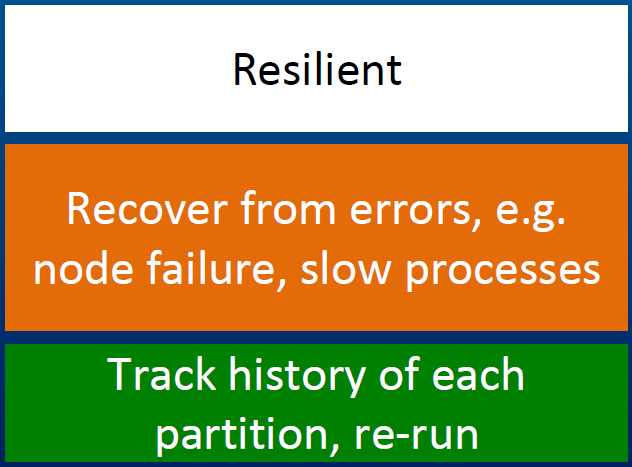 Resilient
Recover from errors, e.g.
node failure, slow processes
Track history of each
partition, re-run